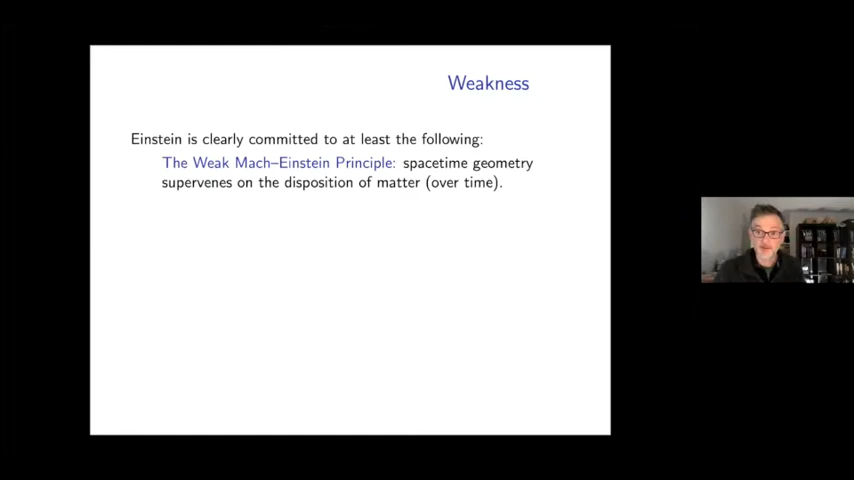 Weakness
Einstein is clearly committed to at least the following:
The Weak Mach–Einstein Principle: spacetime geometry
supervenes on the disposition of matter (over time).